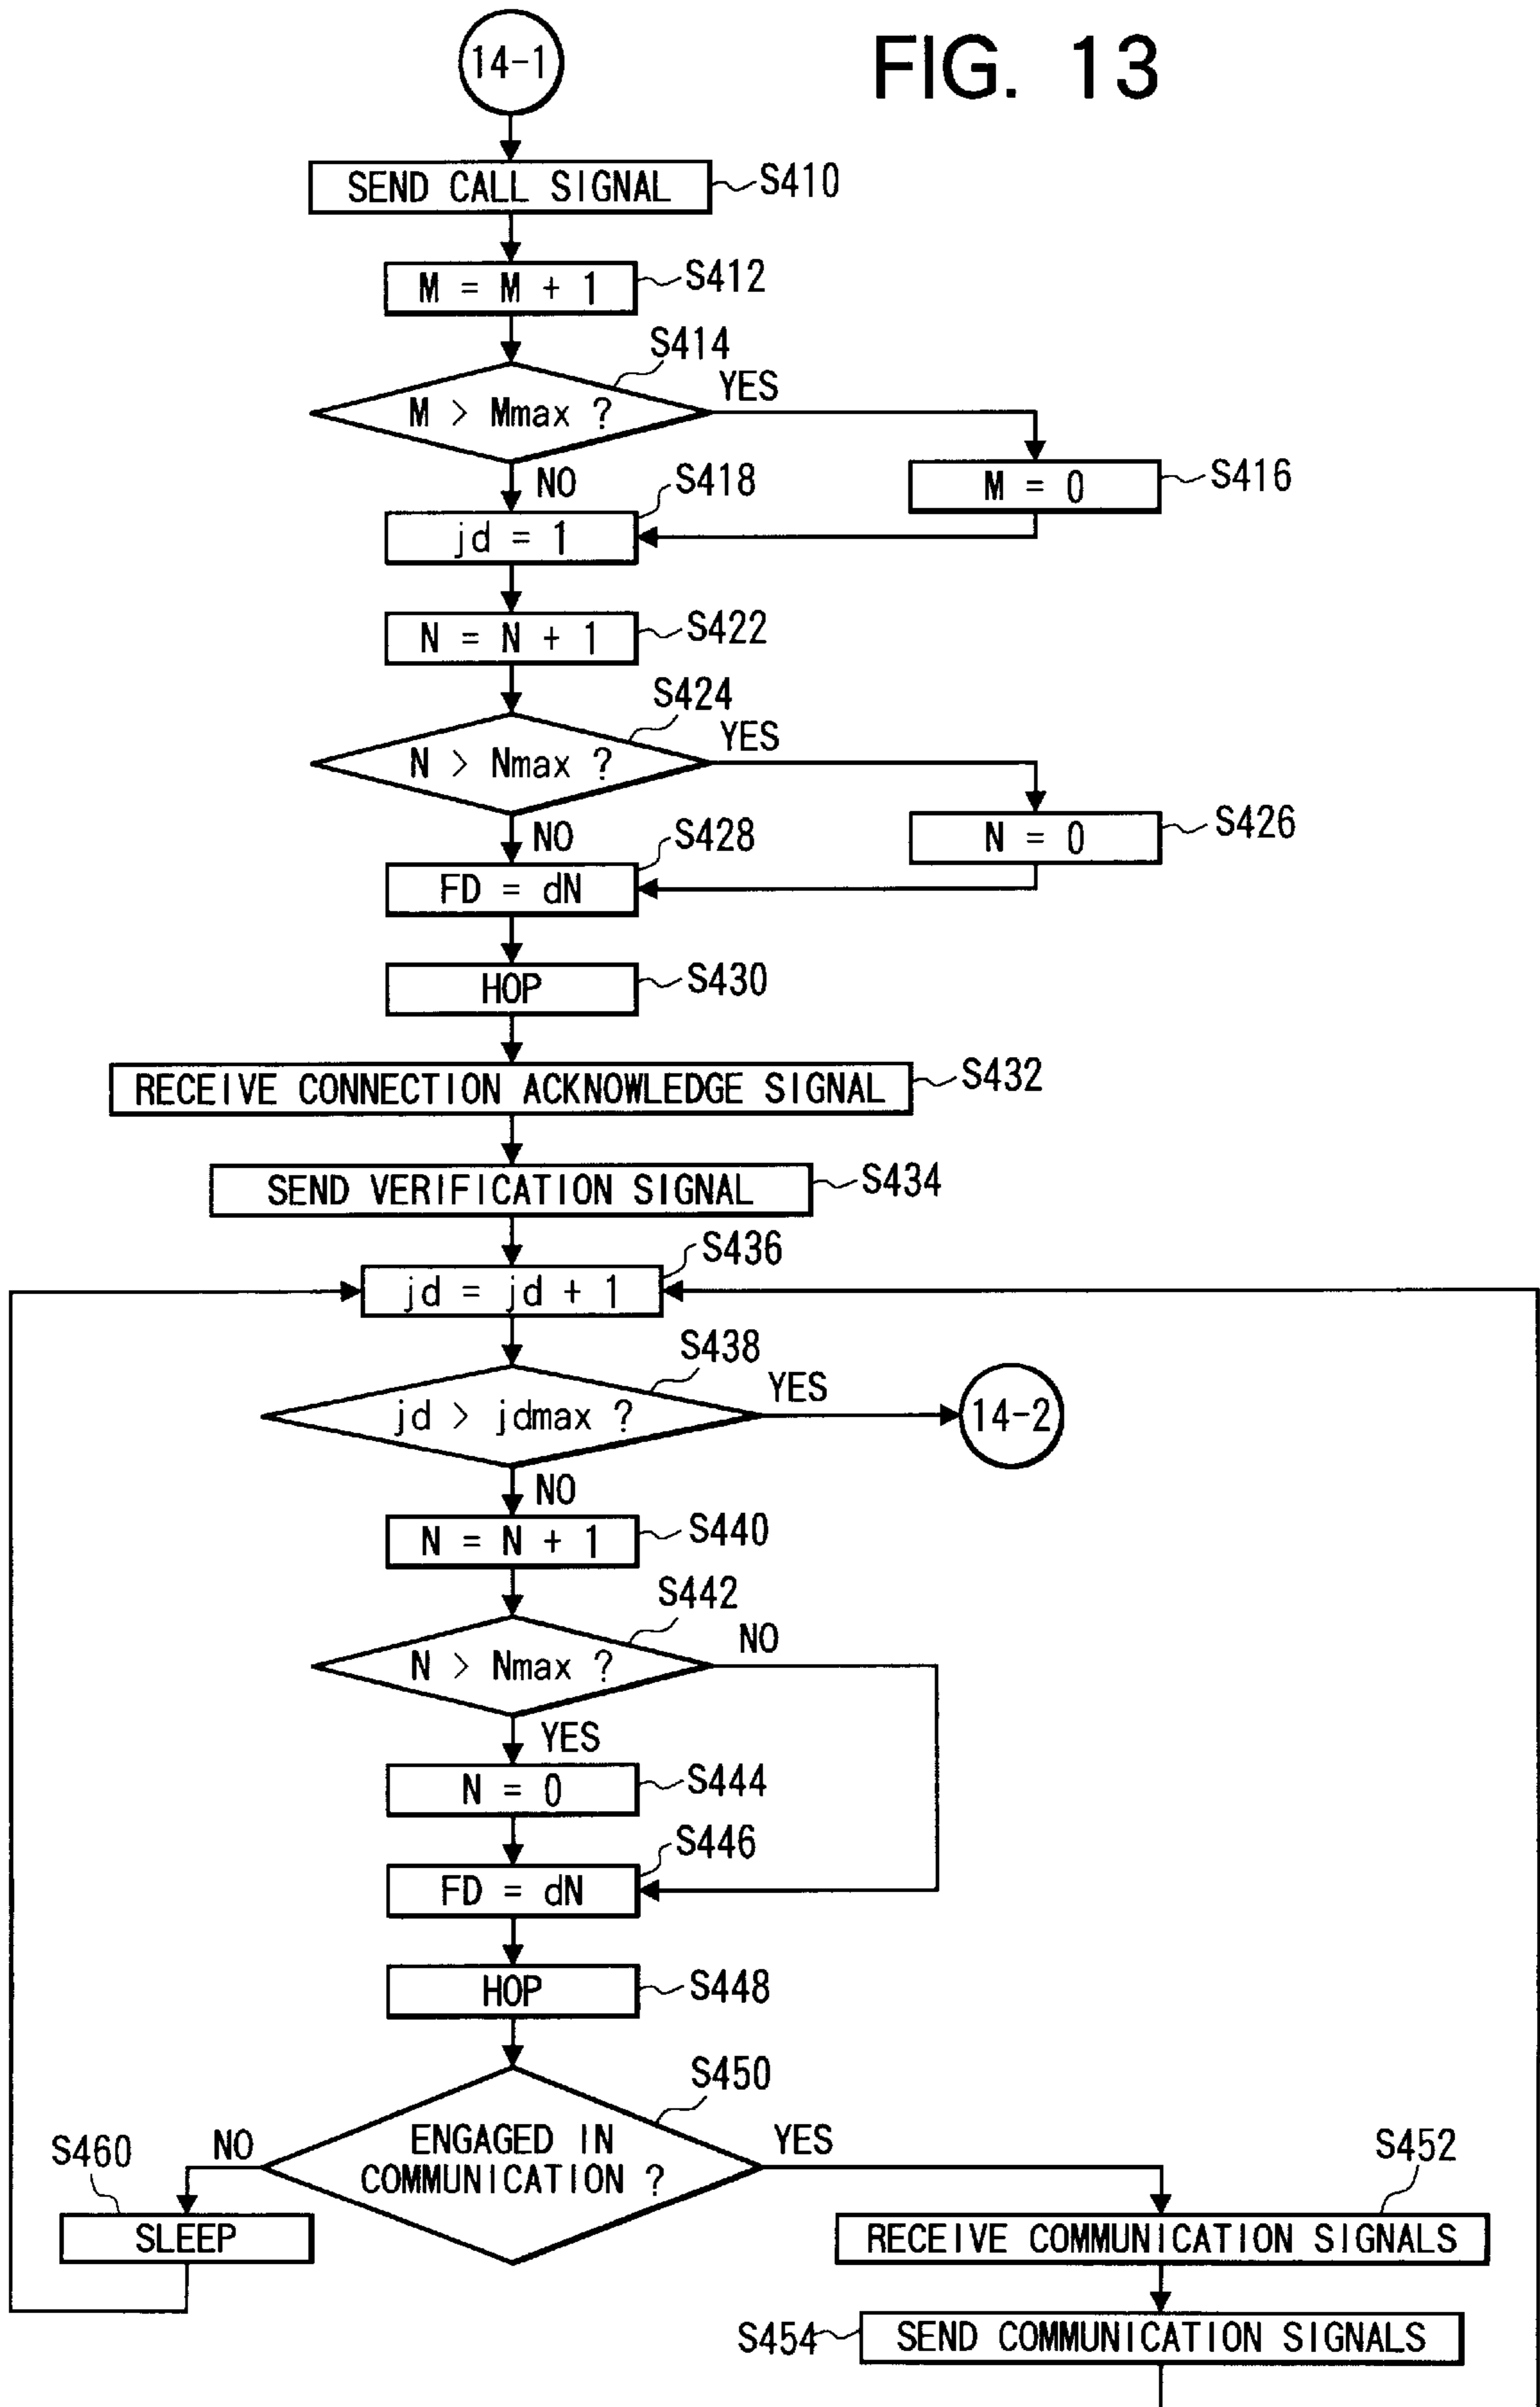 14-1
FIG. 13
SEND CALL SIGNAL
S410
M = M + 1
S412
S414
M > Mmax ?
YES
NO
S418
M = 0
S416
jd = 1
N = N + 1
S422
S424
N > Nmax ?
YES
NO
S428
N = 0
S426
FD = dN
HOP
S430
RECEIVE CONNECTION ACKNOWLEDGE SIGNAL
S432
SEND VERIFICATION SIGNAL
S434
S436
jd = jd + 1
S438
jd > jdmax ?
YES
14-2
NO
N = N + 1
S440
S442
N > Nmax ?
NO
YES
N = 0
S444
S446
FD = dN
HOP
S448
S450
ENGAGED IN
COMMUNICATION ?
NO
YES
S460
SLEEP
S452
RECEIVE COMMUNICATION SIGNALS
S454
SEND COMMUNICATION SIGNALS